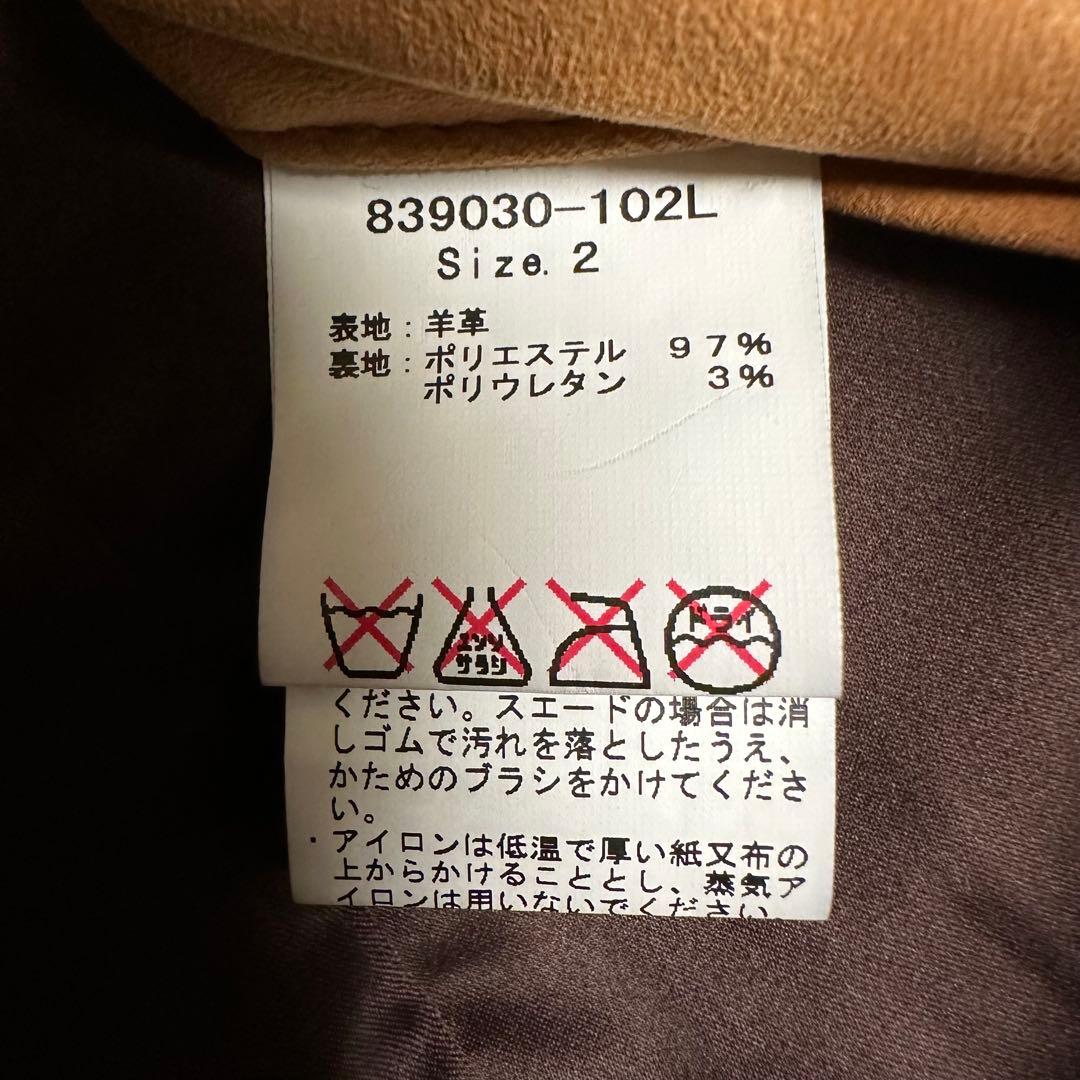 839030-102L
Size. 2
表地：羊革
裏地：ポリエステル 97%
ポリウレタン 3%
エンソ
サラシ
ドライ
ください。スエードの場合は消
しゴムで汚れを落としたうえ、
かためのブラシをかけてくださ
い。
・アイロンは低温で厚い紙又布の
上からかけることとし、蒸気ア
イロンは用いないでください。